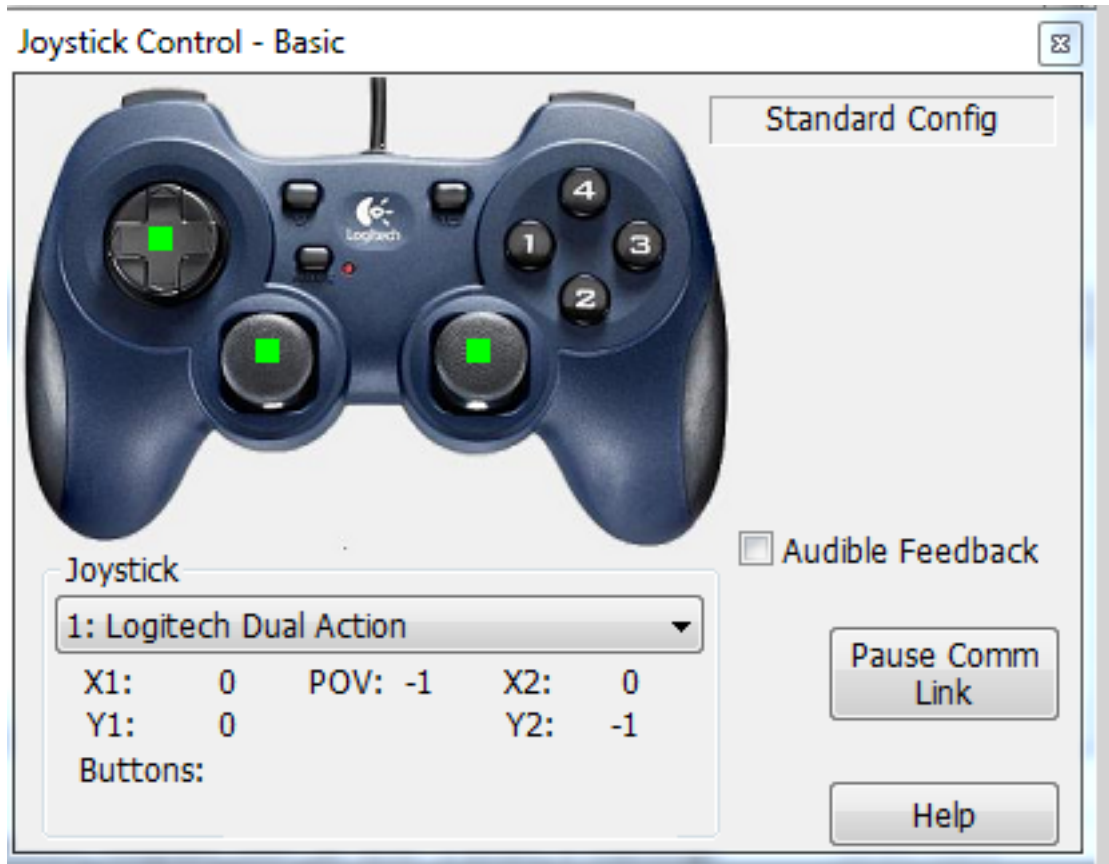 Joystick Control - Basic
Standard Config
4
Logitech
1
3
2
Audible Feedback
Joystick
1: Logitech Dual Action
X1: 0 POV: -1 X2: 0
Y1: 0 Y2: -1
Buttons:
Pause Comm
Link
Help